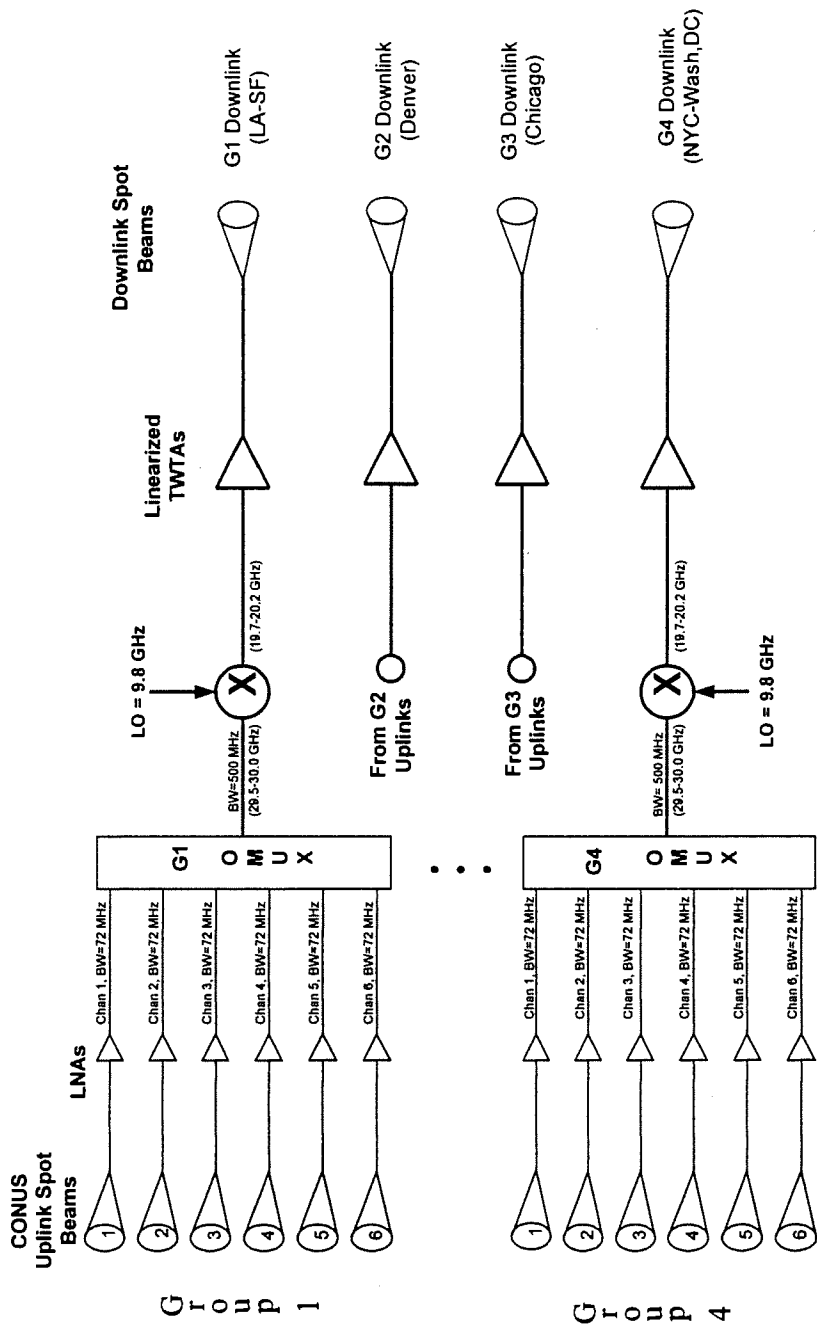 CONUS
Uplink Spot
Beams
LNAs
Linearized
TWTAs
Downlink Spot
Beams
Group 1
1
2
3
4
5
6
Chan 1, BW=72 MHz
Chan 2, BW=72 MHz
Chan 3, BW=72 MHz
Chan 4, BW=72 MHz
Chan 5, BW=72 MHz
Chan 6, BW=72 MHz
G1
OMUX
BW=500 MHz
(29.5-30.0 GHz)
LO = 9.8 GHz
X
(19.7-20.2 GHz)
G1 Downlink
(LA-SF)
From G2
Uplinks
G2 Downlink
(Denver)
From G3
Uplinks
G3 Downlink
(Chicago)
Group 4
1
2
3
4
5
6
Chan 1, BW=72 MHz
Chan 2, BW=72 MHz
Chan 3, BW=72 MHz
Chan 4, BW=72 MHz
Chan 5, BW=72 MHz
Chan 6, BW=72 MHz
G4
OMUX
BW= 500 MHz
(29.5-30.0 GHz)
X
(19.7-20.2 GHz)
LO = 9.8 GHz
G4 Downlink
(NYC-Wash,DC)